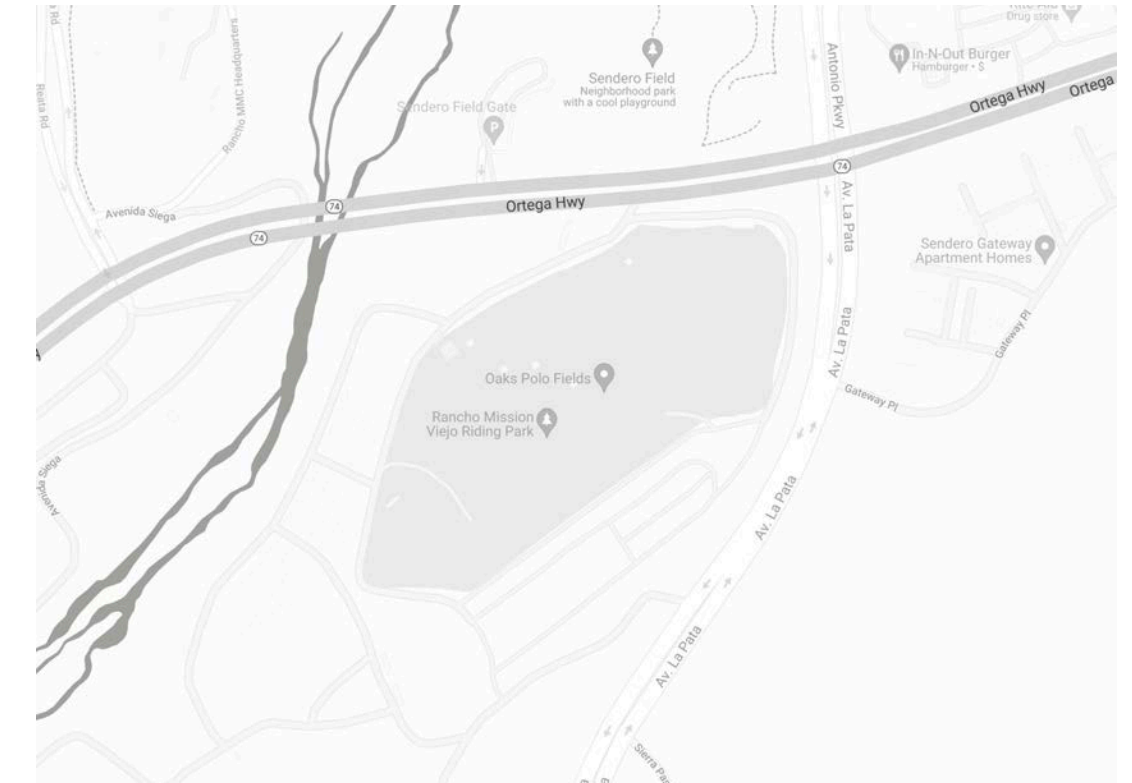 Rite Aid
Drug store
In-N-Out Burger
Hamburger • $
Antonio Pkwy
Ortega Hwy
Ortega
Sendero Field
Neighborhood park
with a cool playground
Sendero Field Gate
P
Rancho MMC Headquarters
Reata Rd
a Rd
Avenida Siega
74
74
74
Ortega Hwy
Av. La Pata
Sendero Gateway
Apartment Homes
Gateway Pl
Av. La Pata
Gateway Pl
Oaks Polo Fields
Rancho Mission
Viejo Riding Park
Avenida Siega
Av. La Pata
Av. La Pata
Sierra Par